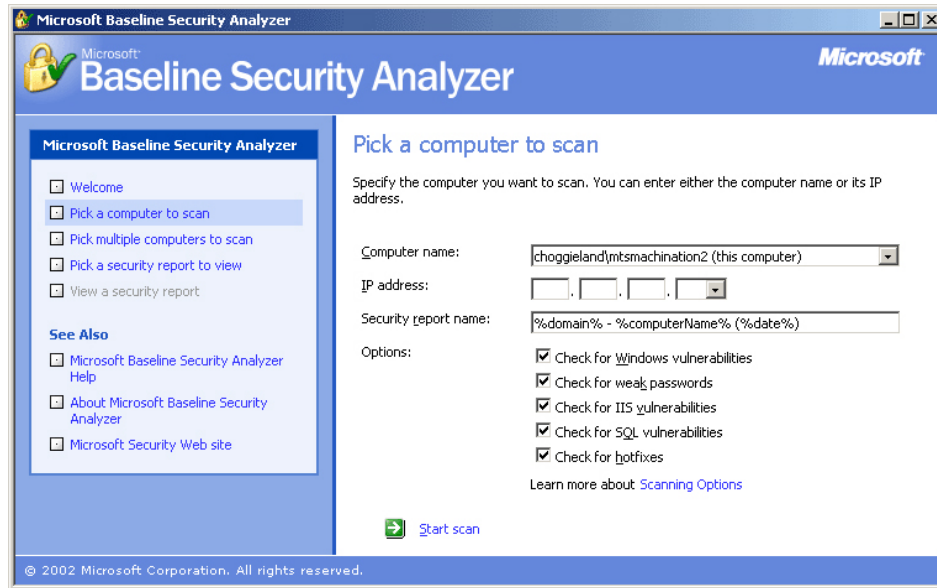 Microsoft Baseline Security Analyzer
Microsoft
Baseline Security Analyzer
Microsoft
Microsoft Baseline Security Analyzer
Welcome
Pick a computer to scan
Pick multiple computers to scan
Pick a security report to view
View a security report
See Also
Microsoft Baseline Security Analyzer
Help
About Microsoft Baseline Security
Analyzer
Microsoft Security Web site
Pick a computer to scan
Specify the computer you want to scan. You can enter either the computer name or its IP
address.
Computer name:
choggieland\mtsmachination2 (this computer)
IP address:
. . .
Security report name:
%domain% - %computerName% (%date%)
Options:
Check for Windows vulnerabilities
Check for weak passwords
Check for IIS vulnerabilities
Check for SQL vulnerabilities
Check for hotfixes
Learn more about Scanning Options
Start scan
© 2002 Microsoft Corporation. All rights reserved.